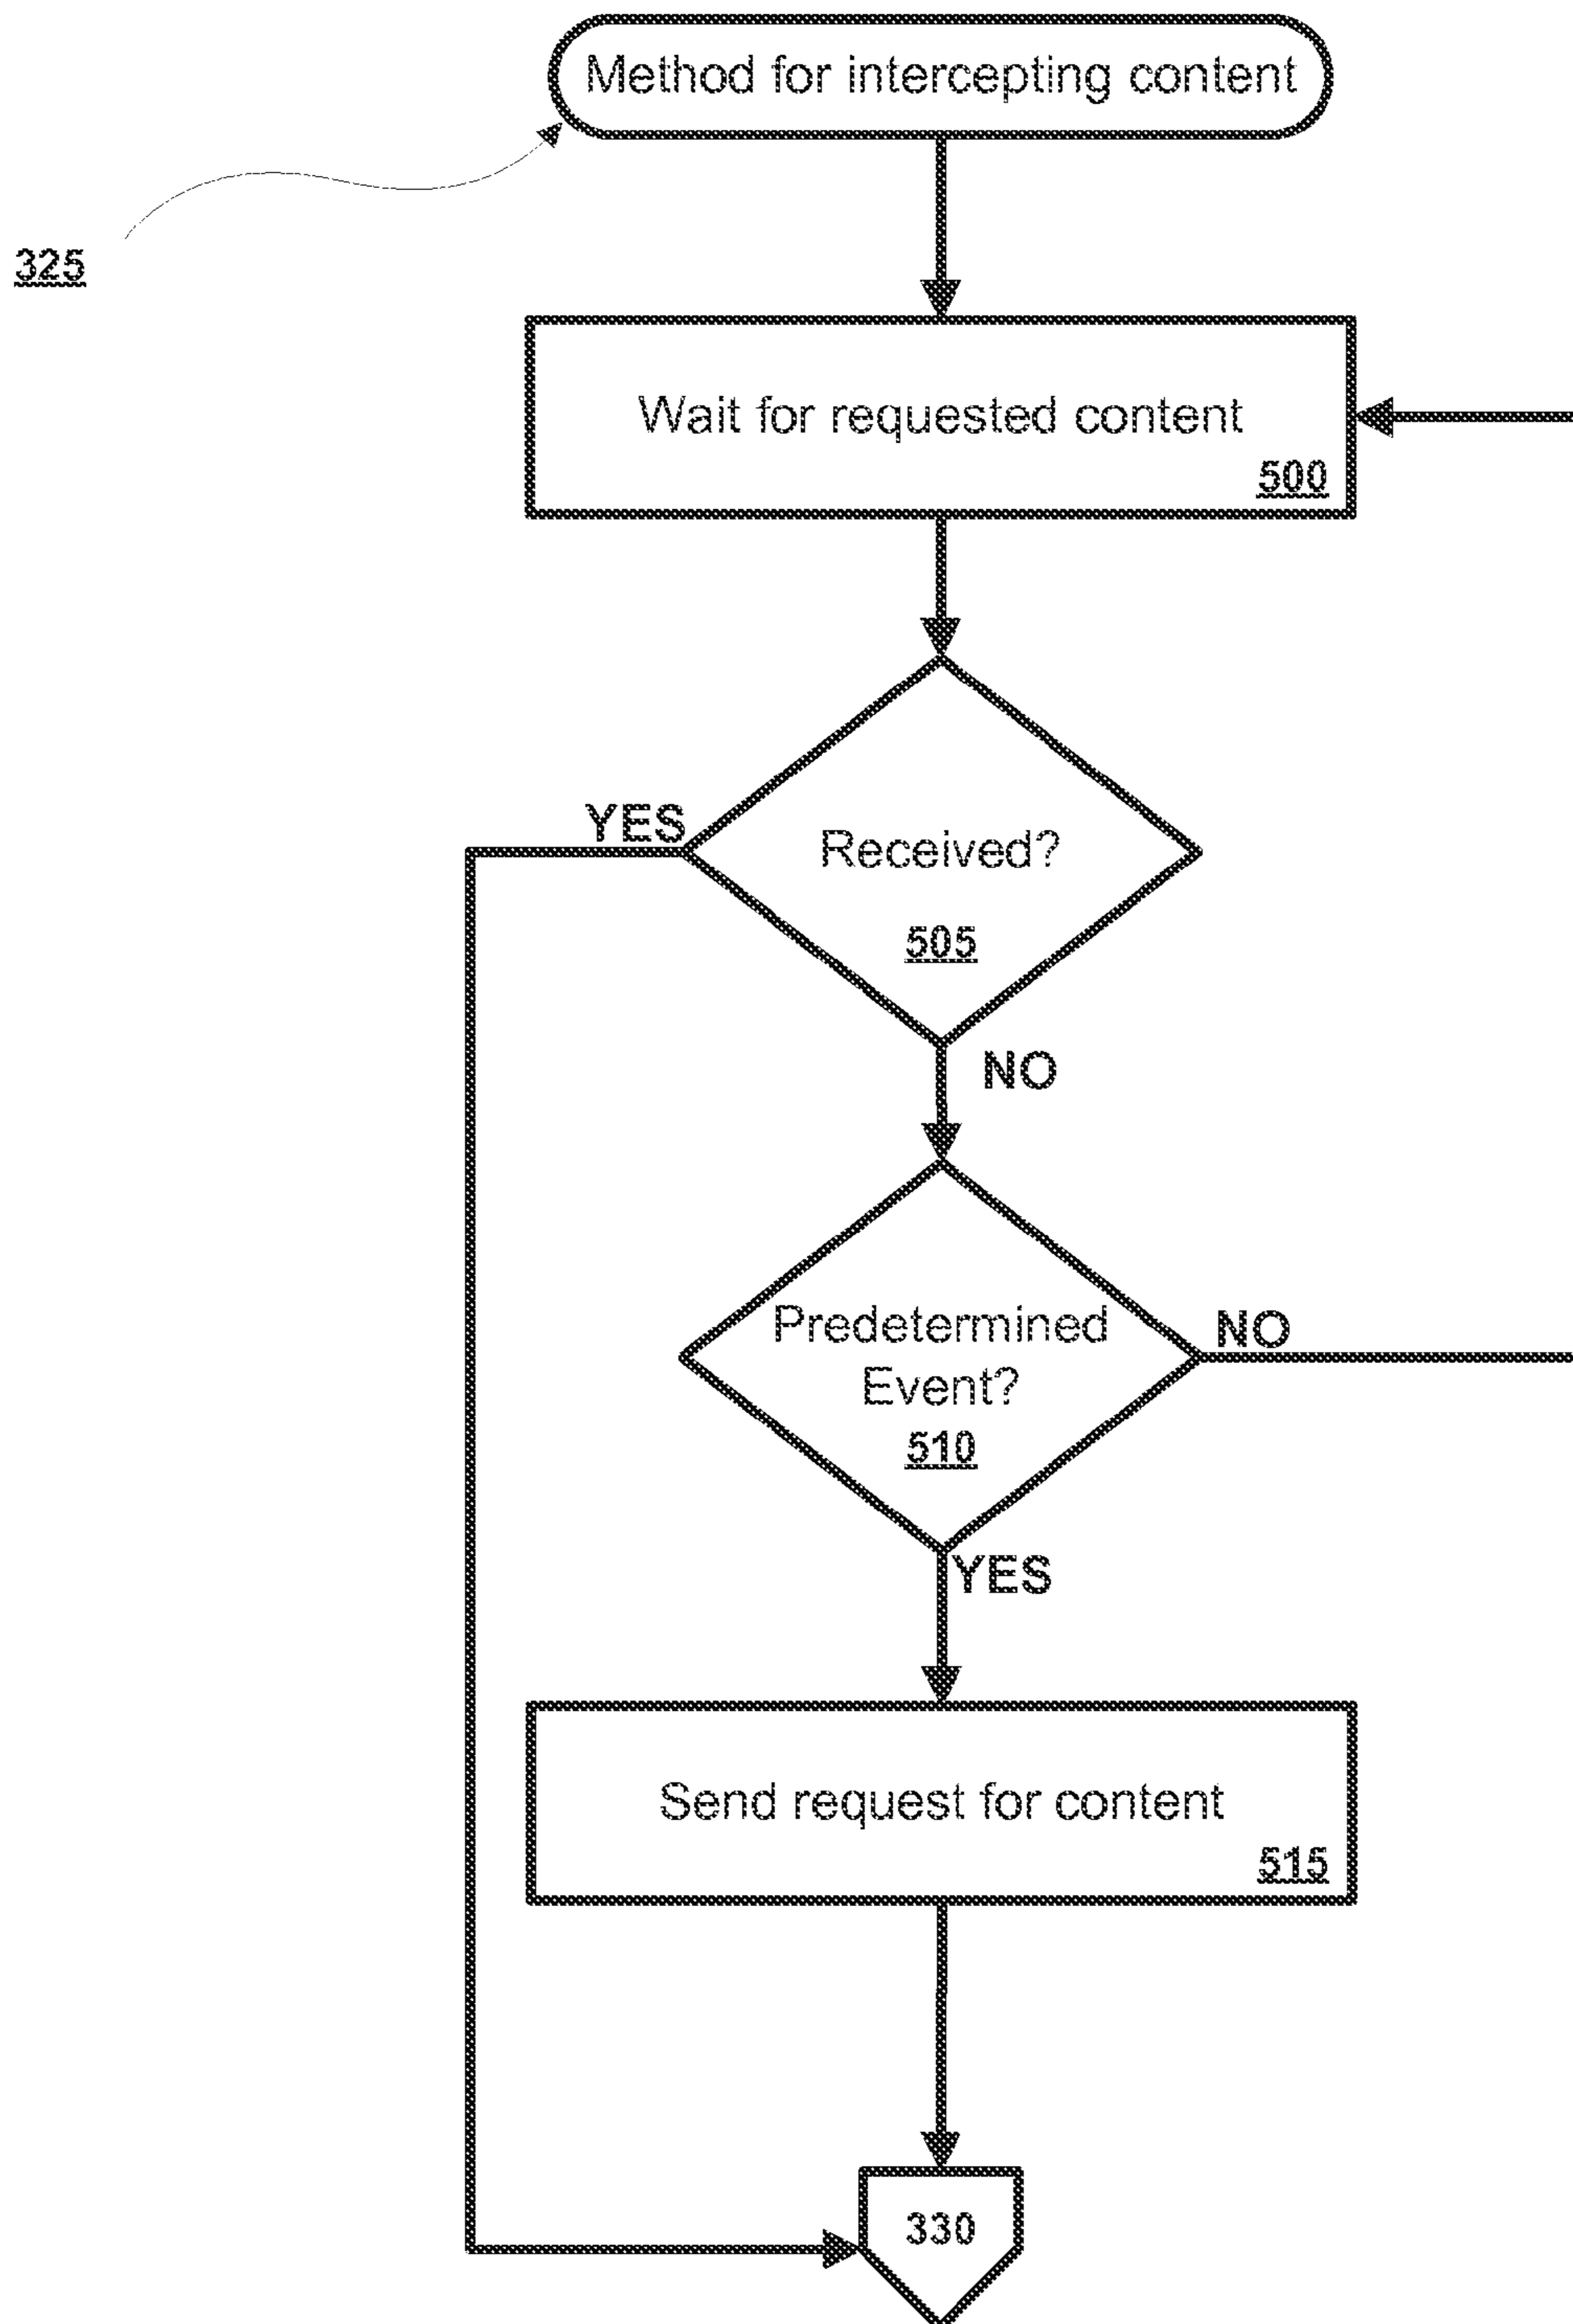 Method for intercepting content
325
Wait for requested content
500
YES
Received?
505
NO
Predetermined
Event?
510
NO
YES
Send request for content
515
330